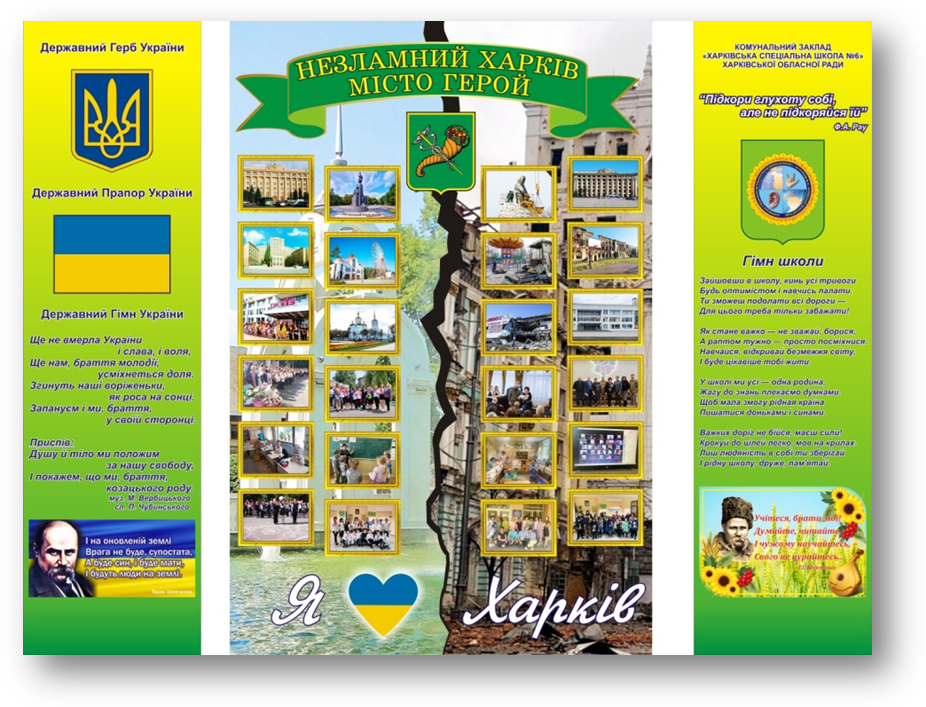 Державний Герб України
Державний Прапор України
Державний Гімн України
Ще не вмерла України
і слава, і воля,
Ще нам, браття молодії,
усміхнеться доля.
Згинуть наші воріженьки,
як роса на сонці.
Запануєм і ми, браття,
у своїй сторонці.
Приспів:
Душу й тіло ми положим
за нашу свободу,
І покажем, що ми, браття,
козацького роду
муз. М. Вербицького
сл. П. Чубинського
І на оновленій землі
Врага не буде, супостата,
А буде син, і буде мати,
І будуть люди на землі.
Тарас Шевченко
НЕЗЛАМНИЙ ХАРКІВ
МІСТО ГЕРОЙ
Я Харків
КОМУНАЛЬНИЙ ЗАКЛАД
«ХАРКІВСЬКА СПЕЦІАЛЬНА ШКОЛА №6»
ХАРКІВСЬКОЇ ОБЛАСНОЇ РАДИ
“Підкори глухоту собі,
але не підкоряйся їй”
Ф.А. Рау
Гімн школи
Зайшовши в школу, кинь усі тривоги
Будь оптимістом і навчись палати.
Ти зможеш подолати всі дороги —
Для цього треба тільки забажати!
Як стане важко — не зважай, борися,
А раптом тужно — просто посміхнися.
Навчайся, відкривай безмежжя світу,
І буде цікавіше тобі жити.
У школі ми усі — одна родина,
Жагу до знань плекаємо думками.
Щоб мала змогу рідная країна
Пишатися доньками і синами.
Важких доріг не бійся, маєш сили!
Крокуй до цілей легко, мов на крилах.
Лиш людяність в собі ти зберігай
І рідну школу, друже, пам'ятай.
Учітеся, брати мої!
Думайте, читайте,
І чужому научайтесь,
Свого не цурайтесь...